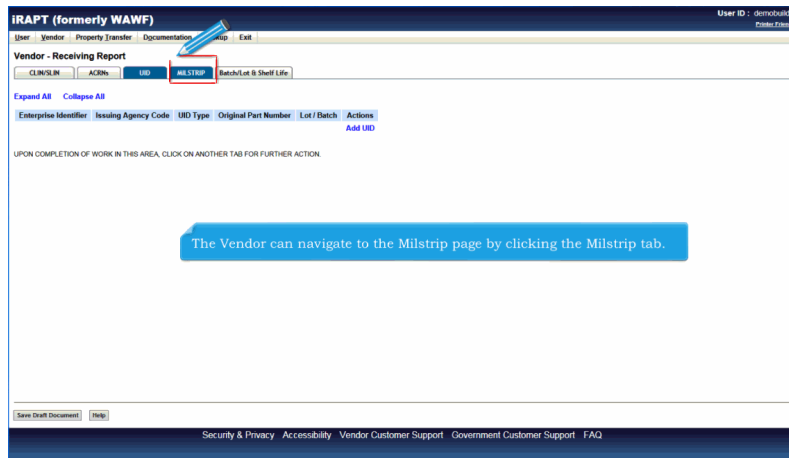 iRAPT (formerly WAWF)
User ID : demobuild
Printer Frien
User Vendor Property Transfer Documentation kup Exit
Vendor - Receiving Report
CLIN/SLIN ACRNs UID MILSTRIP Batch/Lot & Shelf Life
Expand All Collapse All
Enterprise Identifier Issuing Agency Code UID Type Original Part Number Lot / Batch Actions
Add UID
UPON COMPLETION OF WORK IN THIS AREA, CLICK ON ANOTHER TAB FOR FURTHER ACTION.
The Vendor can navigate to the Milstrip page by clicking the Milstrip tab.
Save Draft Document Help
Security & Privacy Accessibility Vendor Customer Support Government Customer Support FAQ